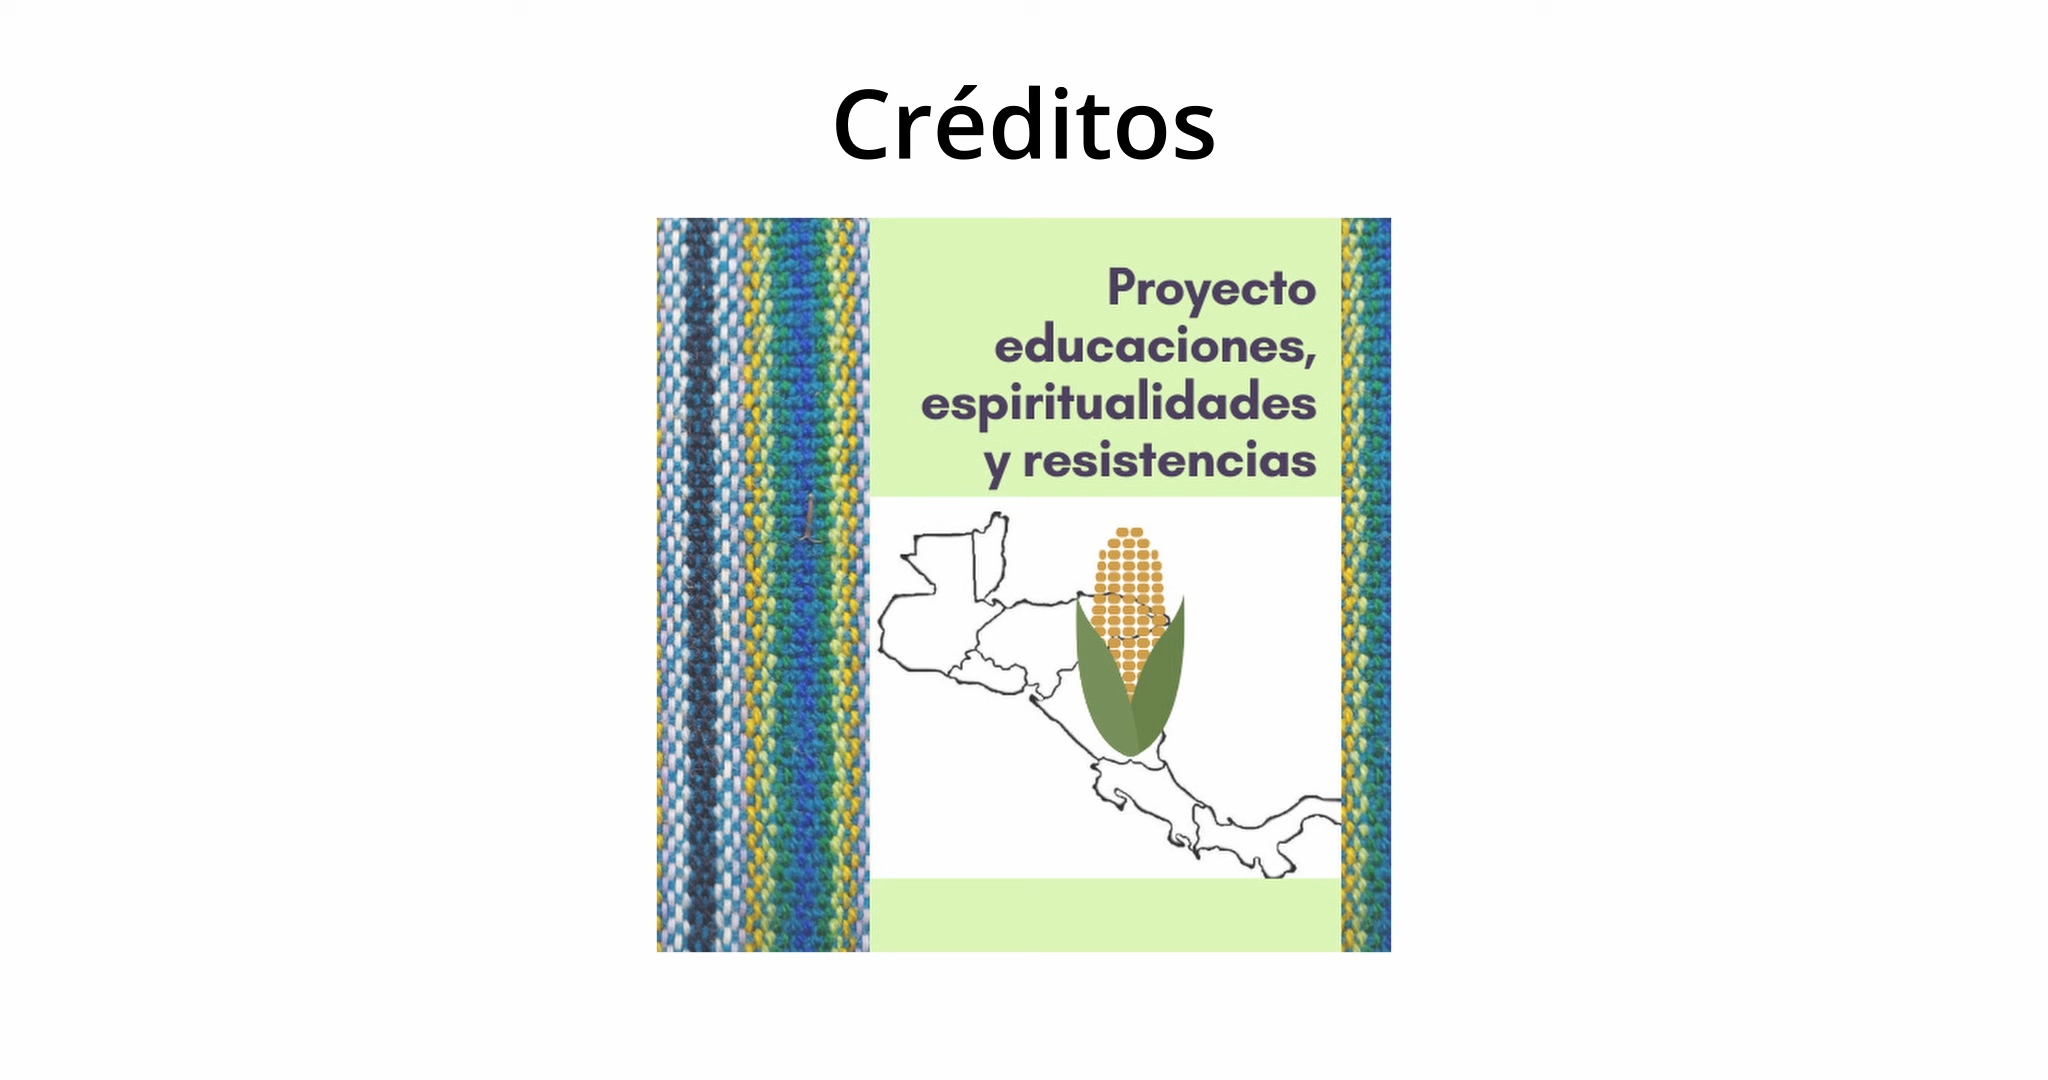 Créditos
Proyecto
educaciones,
espiritualidades
y resistencias